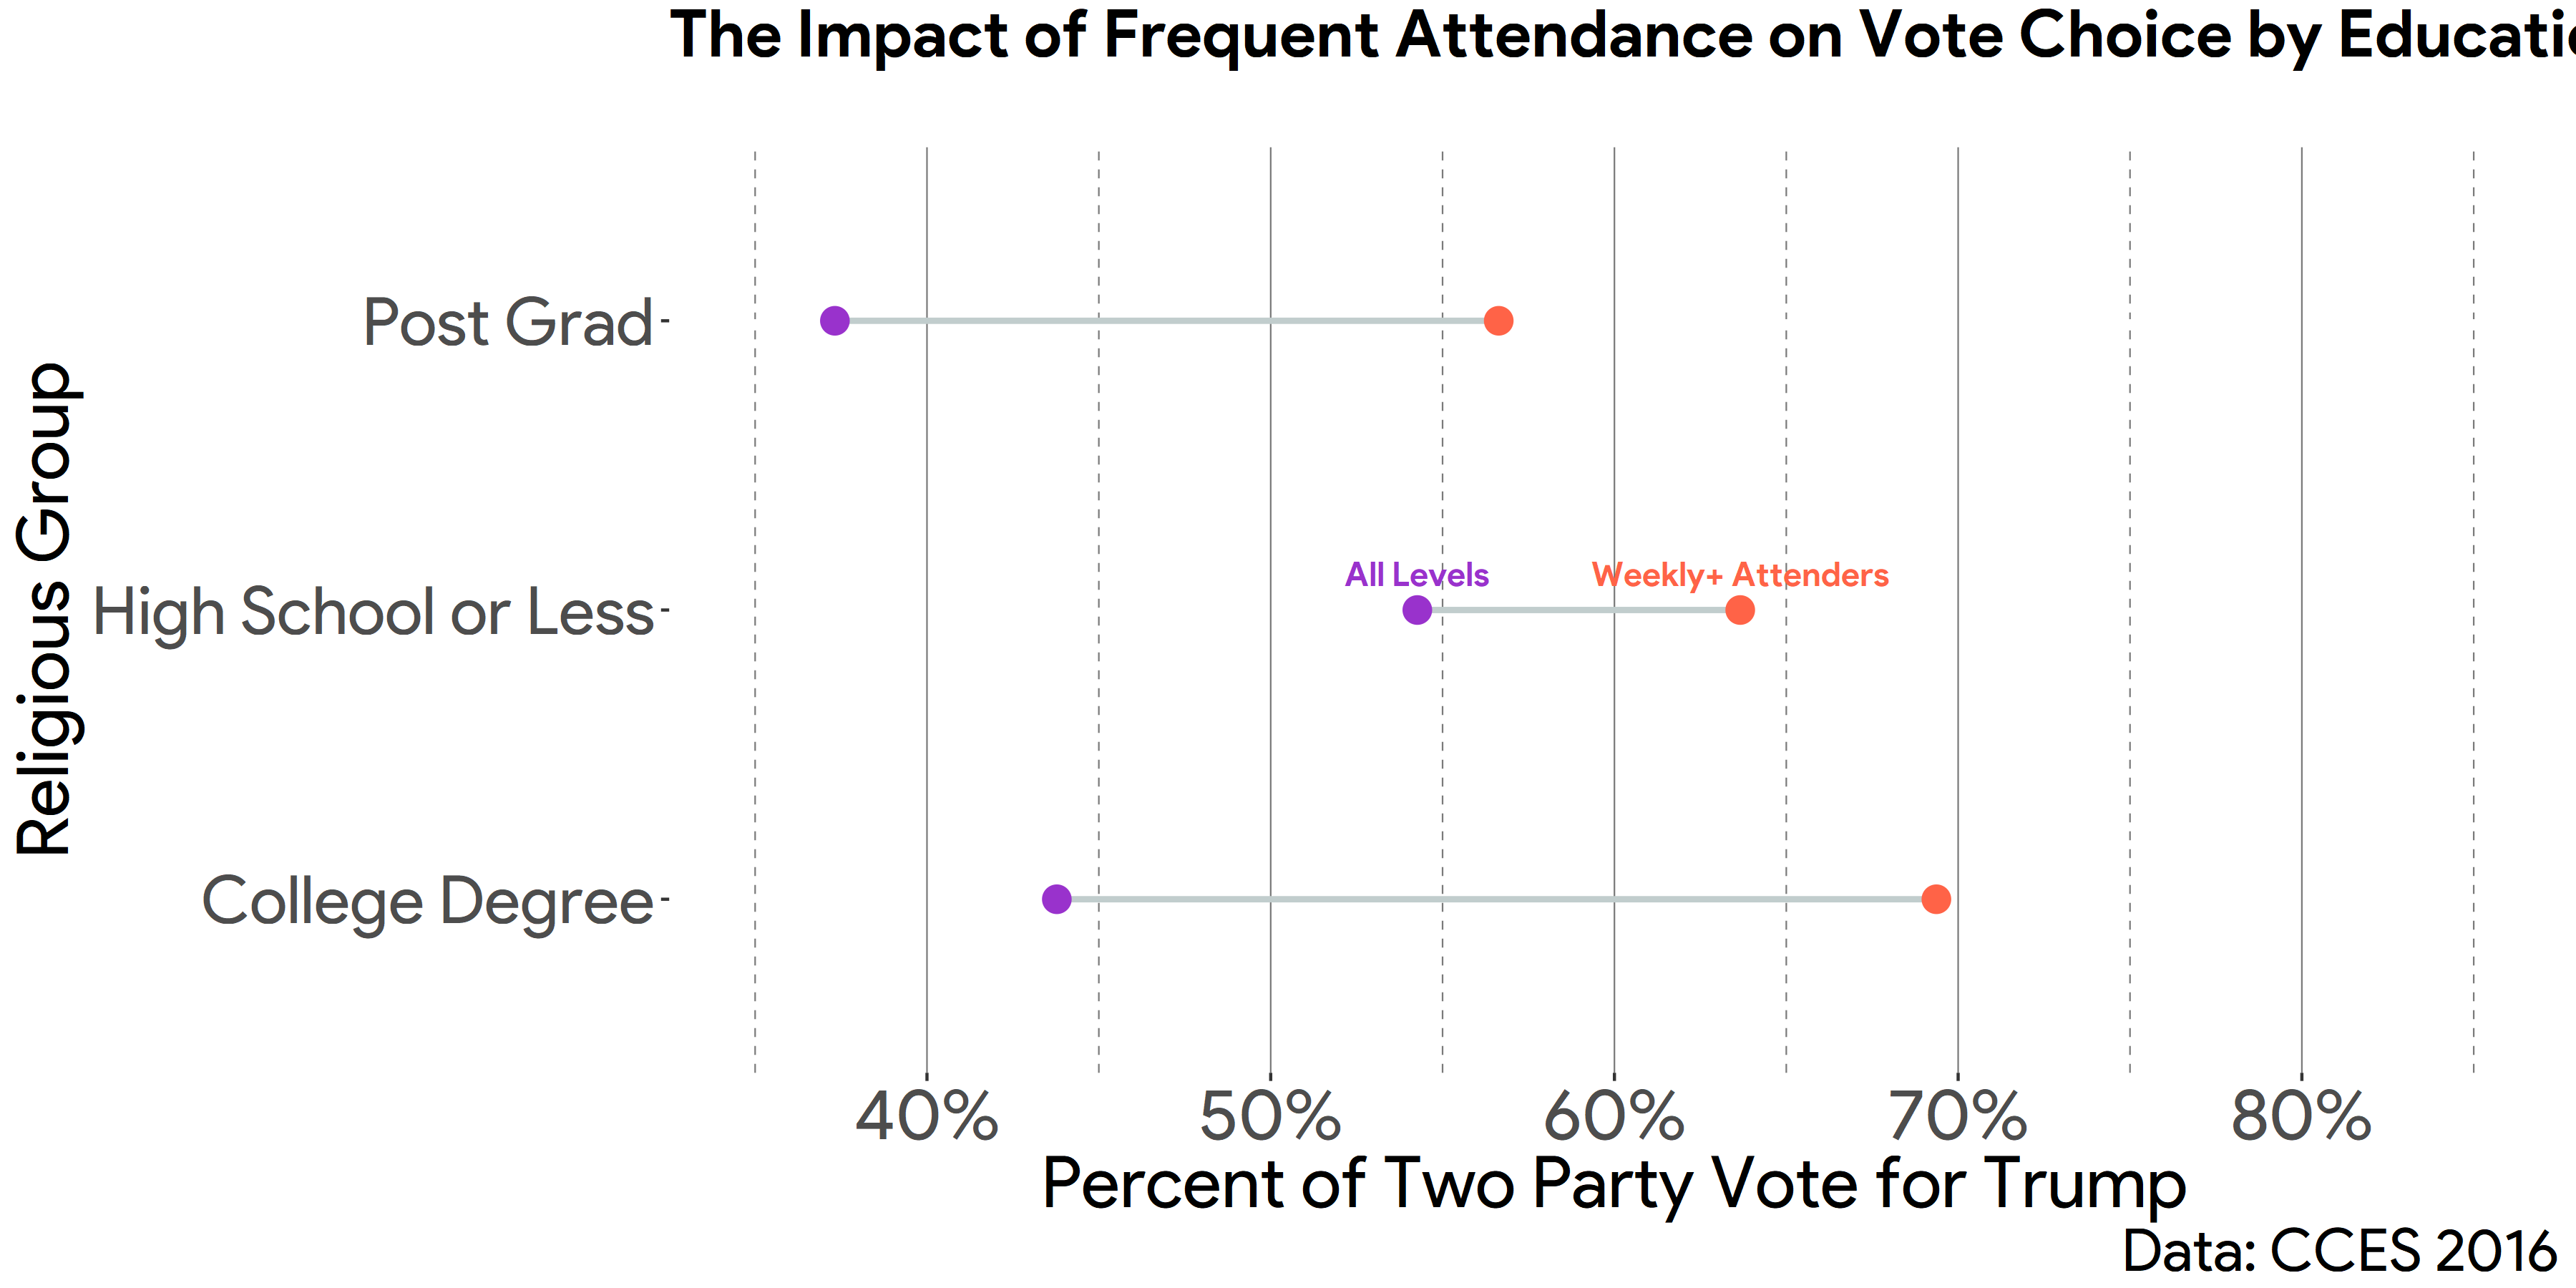 The Impact of Frequent Attendance on Vote Choice by Educatio
Religious Group
Post Grad
High School or Less
College Degree
All Levels
Weekly+ Attenders
40% 50% 60% 70% 80%
Percent of Two Party Vote for Trump
Data: CCES 2016